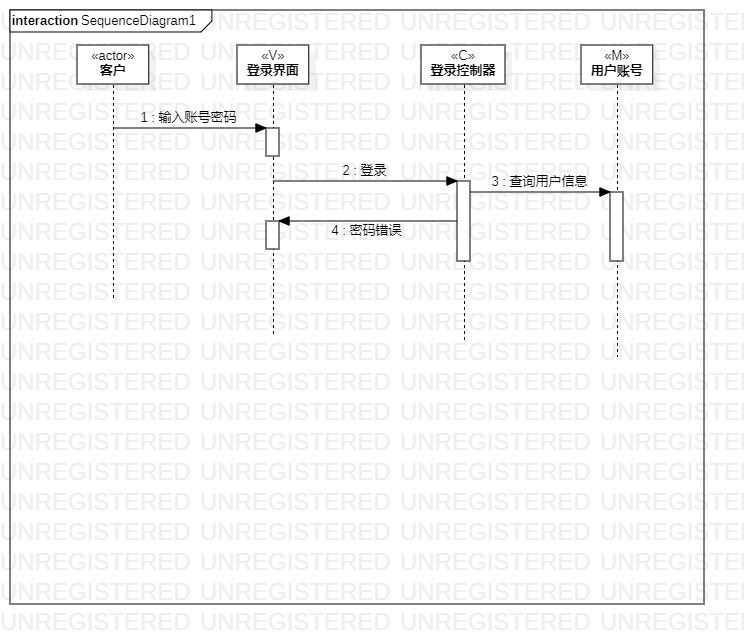 interaction SequenceDiagram1
«actor»
客户
«V»
登录界面
«C»
登录控制器
«M»
用户账号
1 : 输入账号密码
2 : 登录
3 : 查询用户信息
4 : 密码错误
UNREGISTERED UNREGISTERED UNREGISTERED UNREGISTERED